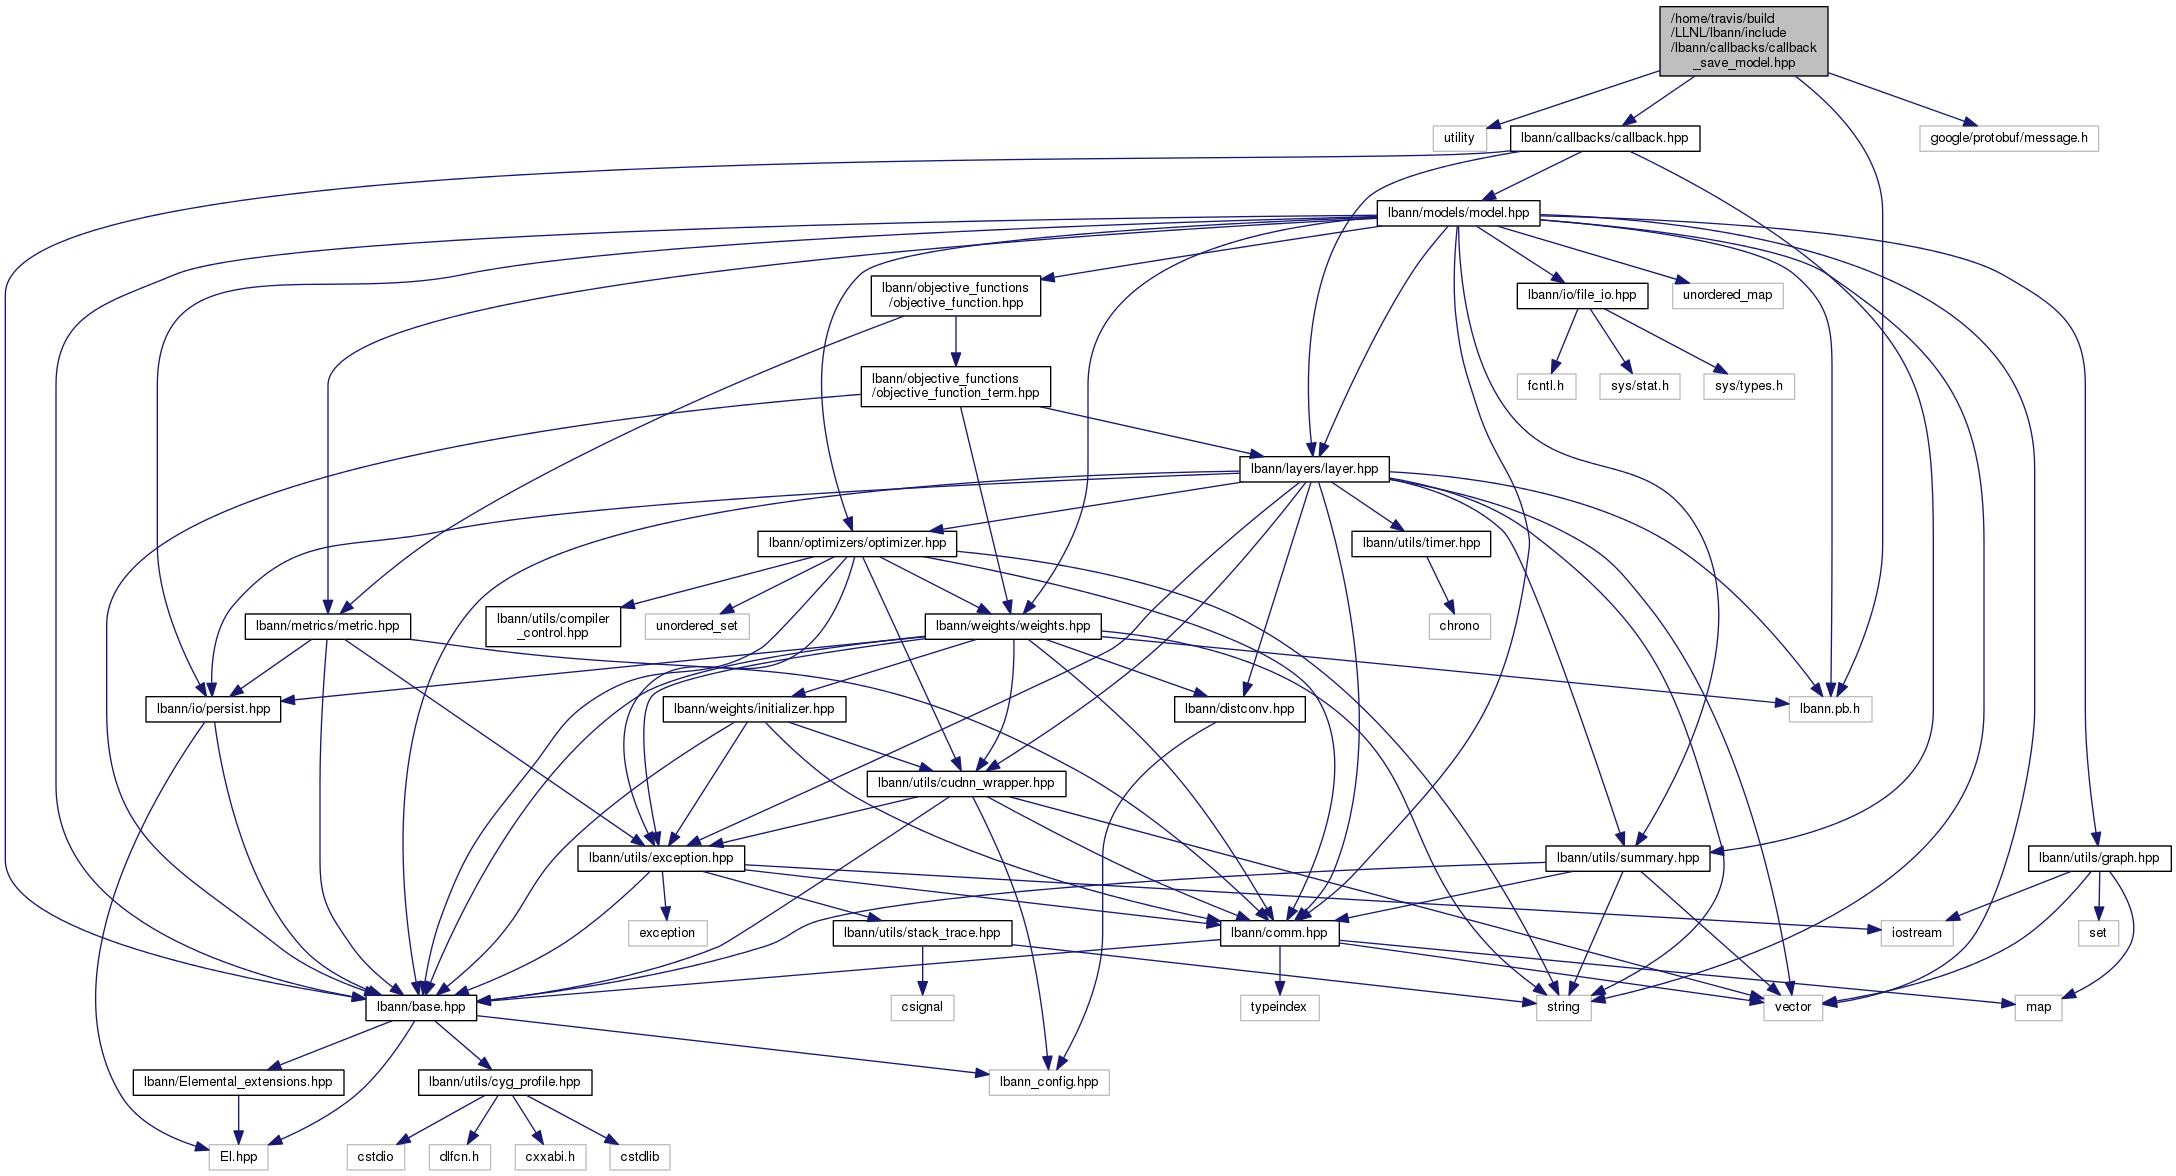 /home/travis/build
/LLNL/lbann/include
/lbann/callbacks/callback
_save_model.hpp
utility
lbann/callbacks/callback.hpp
google/protobuf/message.h
lbann/models/model.hpp
lbann/objective_functions
/objective_function.hpp
lbann/io/file_io.hpp
unordered_map
lbann/objective_functions
/objective_function_term.hpp
fcntl.h
sys/stat.h
sys/types.h
lbann/layers/layer.hpp
lbann/optimizers/optimizer.hpp
lbann/utils/timer.hpp
lbann/metrics/metric.hpp
lbann/utils/compiler
_control.hpp
unordered_set
lbann/weights/weights.hpp
chrono
lbann/io/persist.hpp
lbann/weights/initializer.hpp
lbann/distconv.hpp
lbann.pb.h
lbann/utils/cudnn_wrapper.hpp
lbann/utils/exception.hpp
lbann/utils/summary.hpp
lbann/utils/graph.hpp
exception
lbann/utils/stack_trace.hpp
lbann/comm.hpp
iostream
set
lbann/base.hpp
csignal
typeindex
string
vector
map
lbann/Elemental_extensions.hpp
lbann/utils/cyg_profile.hpp
lbann_config.hpp
El.hpp
cstdio
dlfcn.h
cxxabi.h
cstdlib